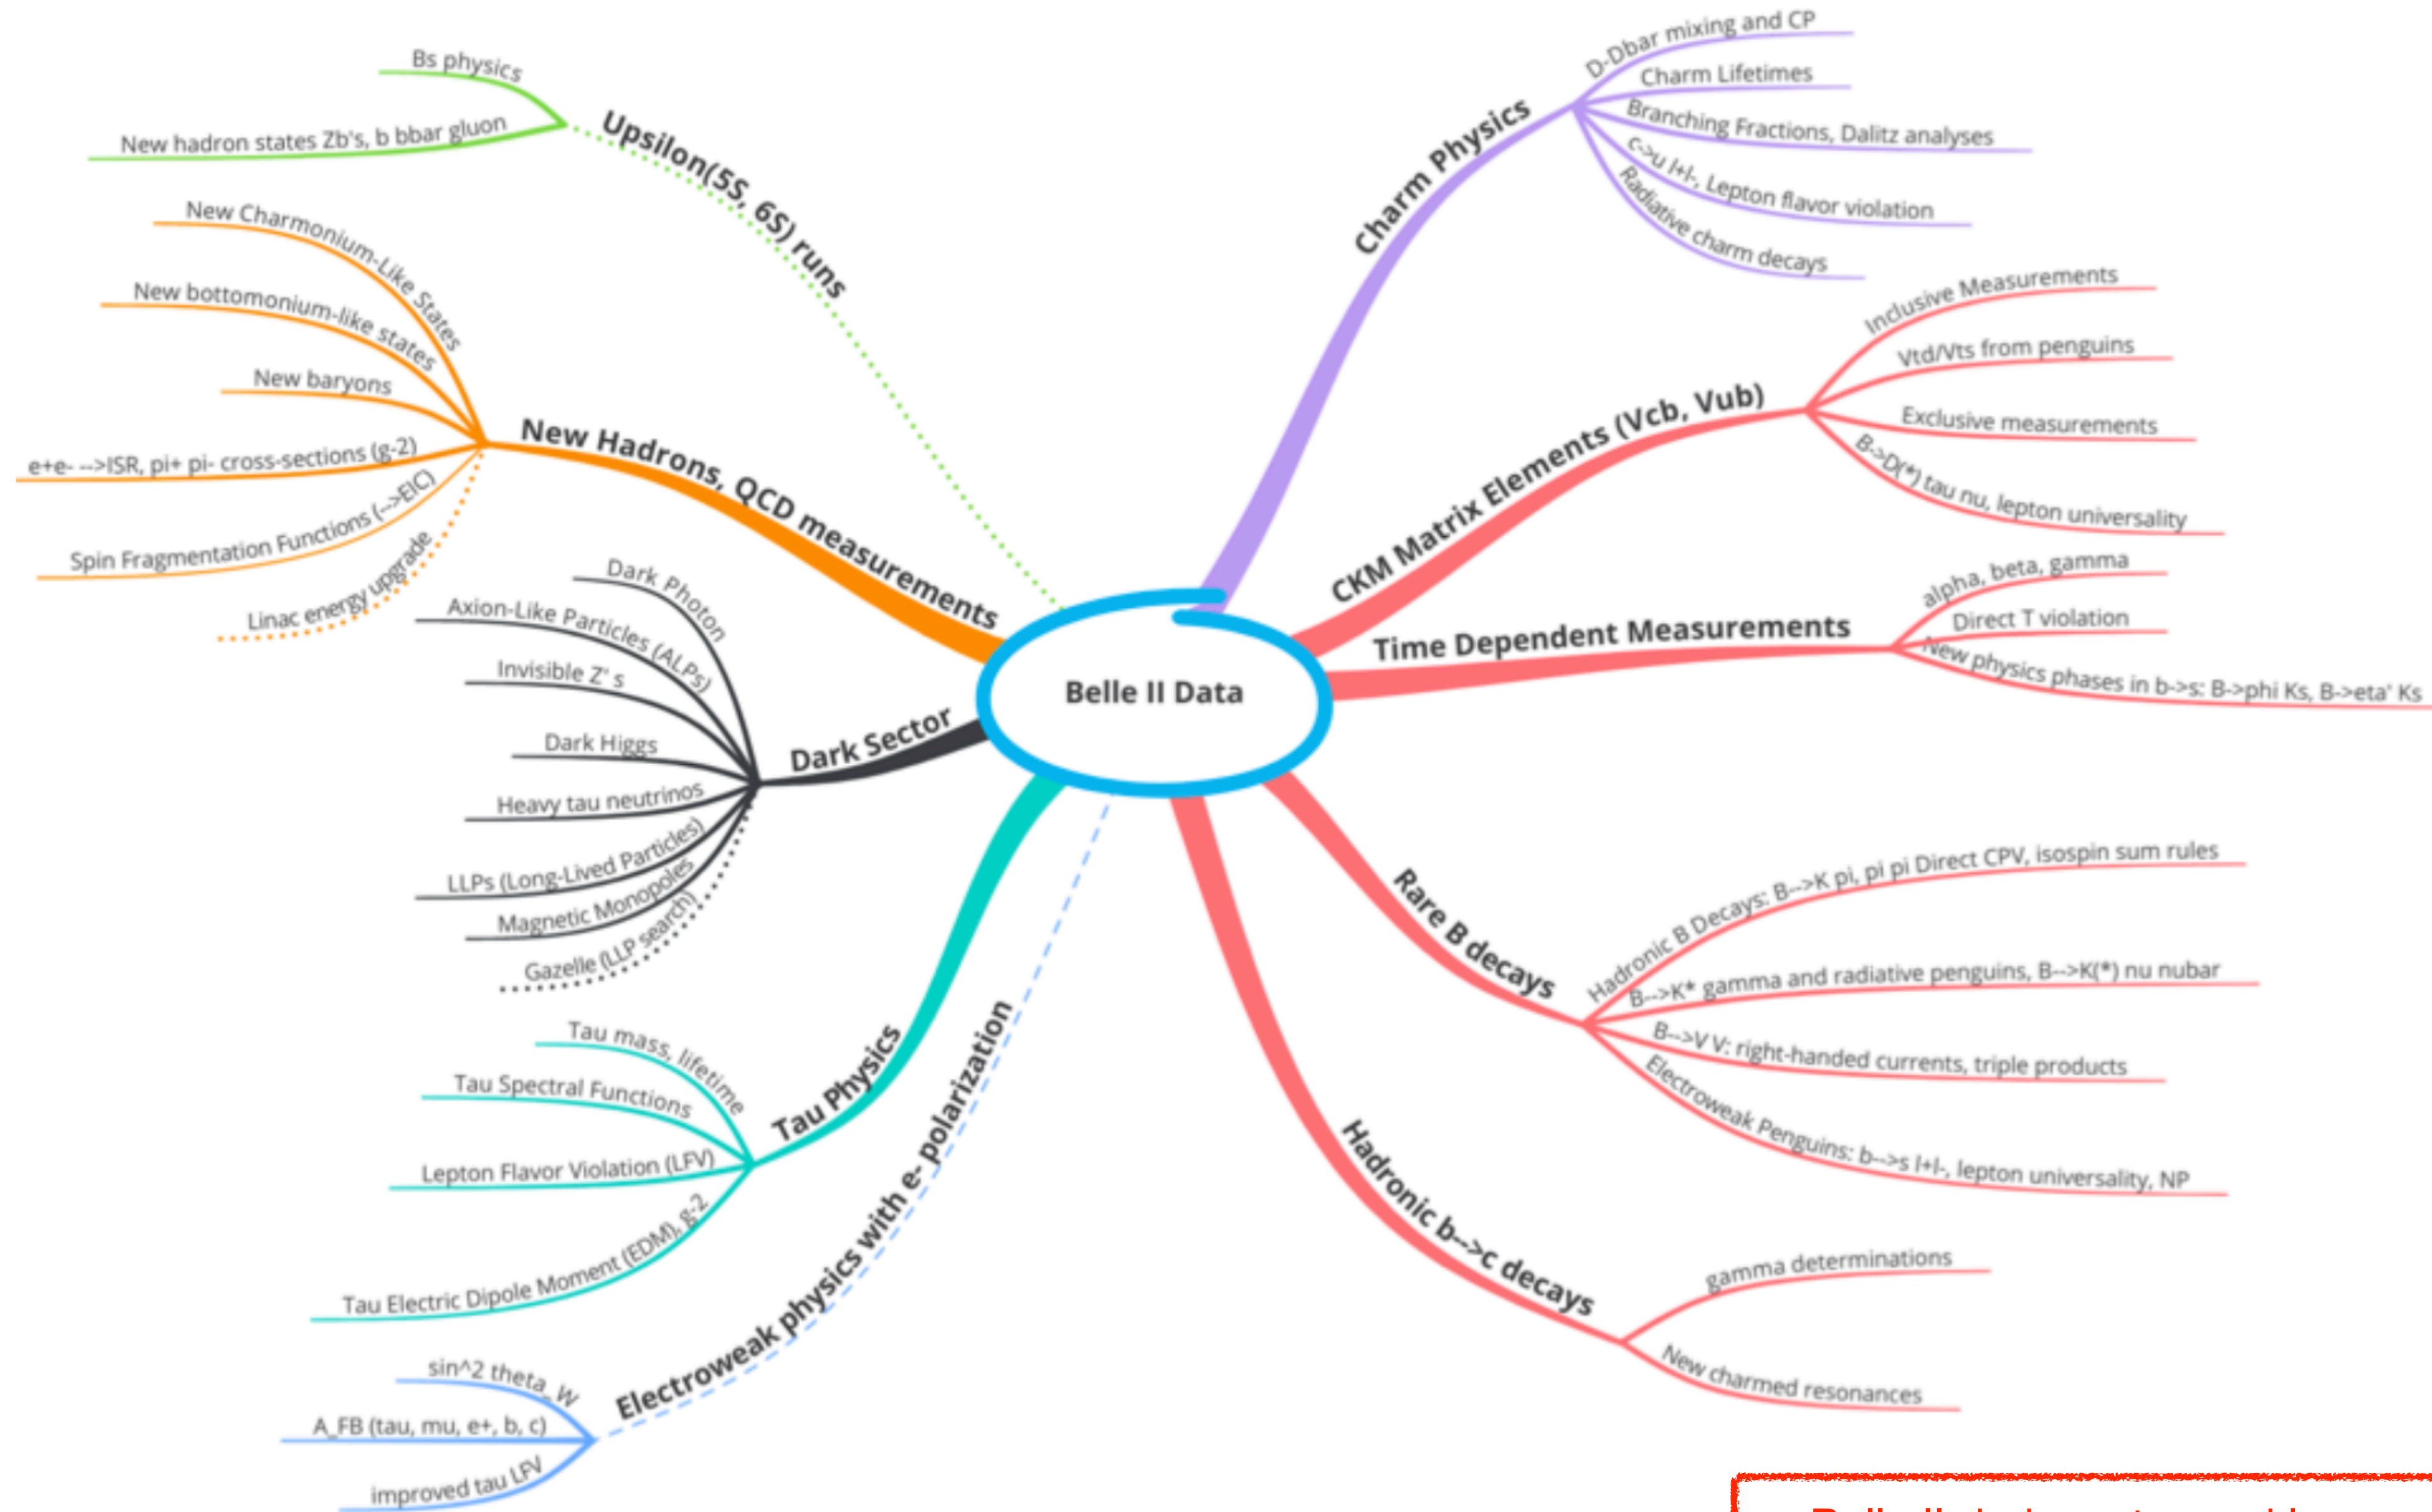 Belle II Data
Upsilon(5S, 6S) runs
Bs physics
New hadron states Zb's, b bbar gluon
New Hadrons, QCD measurements
New Charmonium-Like States
New bottomonium-like states
New baryons
e+e- -->ISR, pi+ pi- cross-sections (g-2)
Spin Fragmentation Functions (-->EIC)
Linac energy upgrade
Dark Sector
Dark Photon
Axion-Like Particles (ALPs)
Invisible Z' s
Dark Higgs
Heavy tau neutrinos
LLPs (Long-Lived Particles)
Magnetic Monopoles
Gazelle (LLP search)
Tau Physics
Tau mass, lifetime
Tau Spectral Functions
Lepton Flavor Violation (LFV)
Tau Electric Dipole Moment (EDM), g-2
Electroweak physics with e- polarization
sin^2 theta_W
A_FB (tau, mu, e+, b, c)
improved tau LFV
Charm Physics
D-Dbar mixing and CP
Charm Lifetimes
Branching Fractions, Dalitz analyses
c->u l+l-, Lepton flavor violation
Radiative charm decays
CKM Matrix Elements (Vcb, Vub)
Inclusive Measurements
Vtd/Vts from penguins
Exclusive measurements
B->D(*) tau nu, lepton universality
Time Dependent Measurements
alpha, beta, gamma
Direct T violation
New physics phases in b->s: B->phi Ks, B->eta' Ks
Rare B decays
Hadronic B Decays: B-->K pi, pi pi Direct CPV, isospin sum rules
B-->K* gamma and radiative penguins, B-->K(*) nu nubar
B-->V V: right-handed currents, triple products
Electroweak Penguins: b-->s l+l-, lepton universality, NP
Hadronic b-->c decays
gamma determinations
New charmed resonances